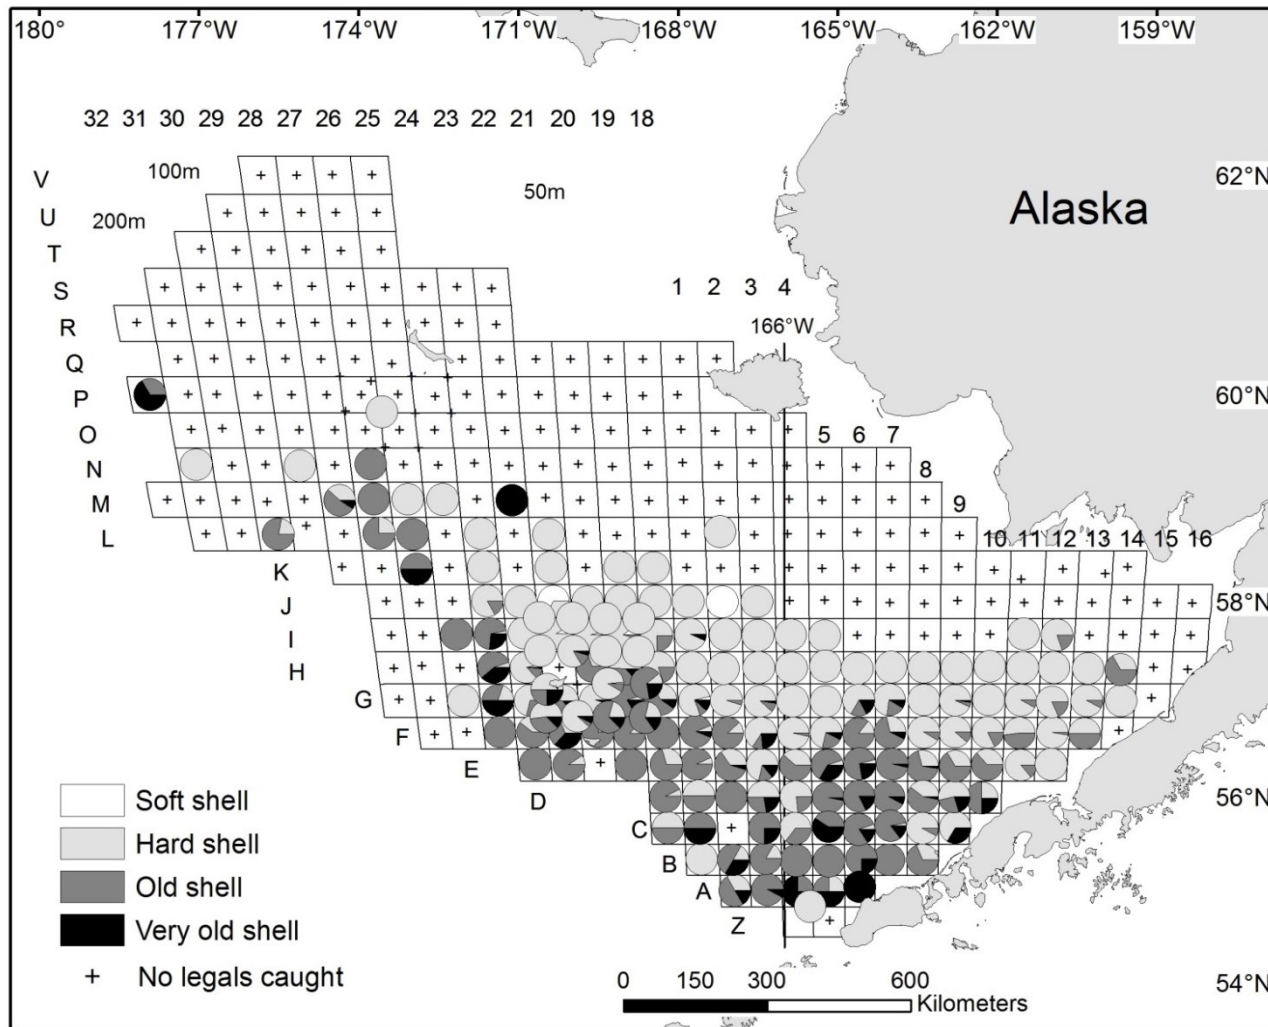 180° 177°W 174°W 171°W 168°W 165°W 162°W 159°W
32 31 30 29 28 27 26 25 24 23 22 21 20 19 18
V 100m 62°N
50m
U 200m
Alaska
T
S 1 2 3 4
R 166°W
Q
P 60°N
O 5 6 7
N 8
M 9
L 10 11 12 13 14 15 16
K
J 58°N
I
H
G
F
E
D 56°N
C
B
A
Z
Soft shell
Hard shell
Old shell
Very old shell
+ No legals caught
0 150 300 600
Kilometers
54°N